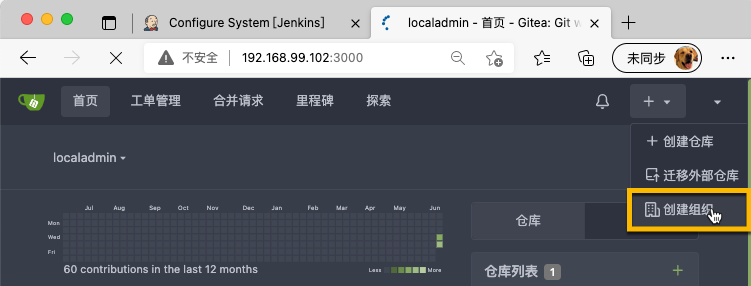 Configure System [Jenkins]
localadmin - 首页 - Gitea: Git w
不安全 192.168.99.102:3000
未同步
首页 工单管理 合并请求 里程碑 探索
创建仓库
localadmin
迁移外部仓库
创建组织
Jul Aug Sep Oct Nov Dec Jan Feb Mar Apr May Jun
Mon
Wed
Fri
仓库
60 contributions in the last 12 months
Less More
仓库列表 1